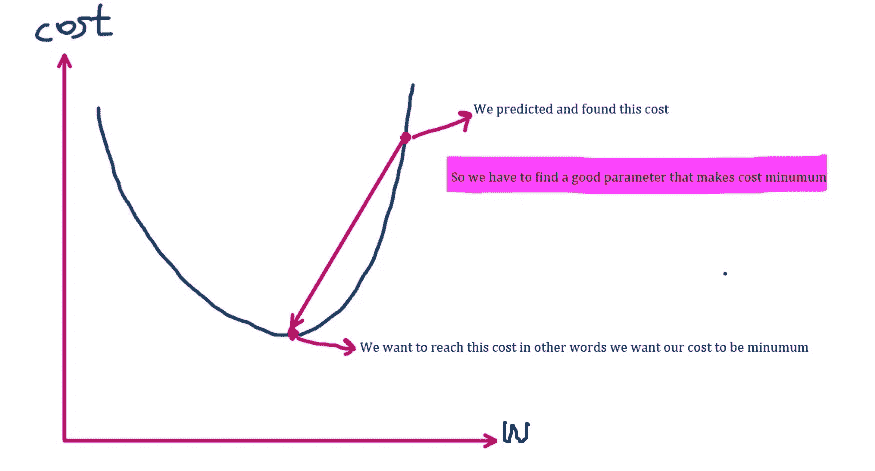 cost
We predicted and found this cost
So we have to find a good parameter that makes cost minumum
We want to reach this cost in other words we want our cost to be minumum
W